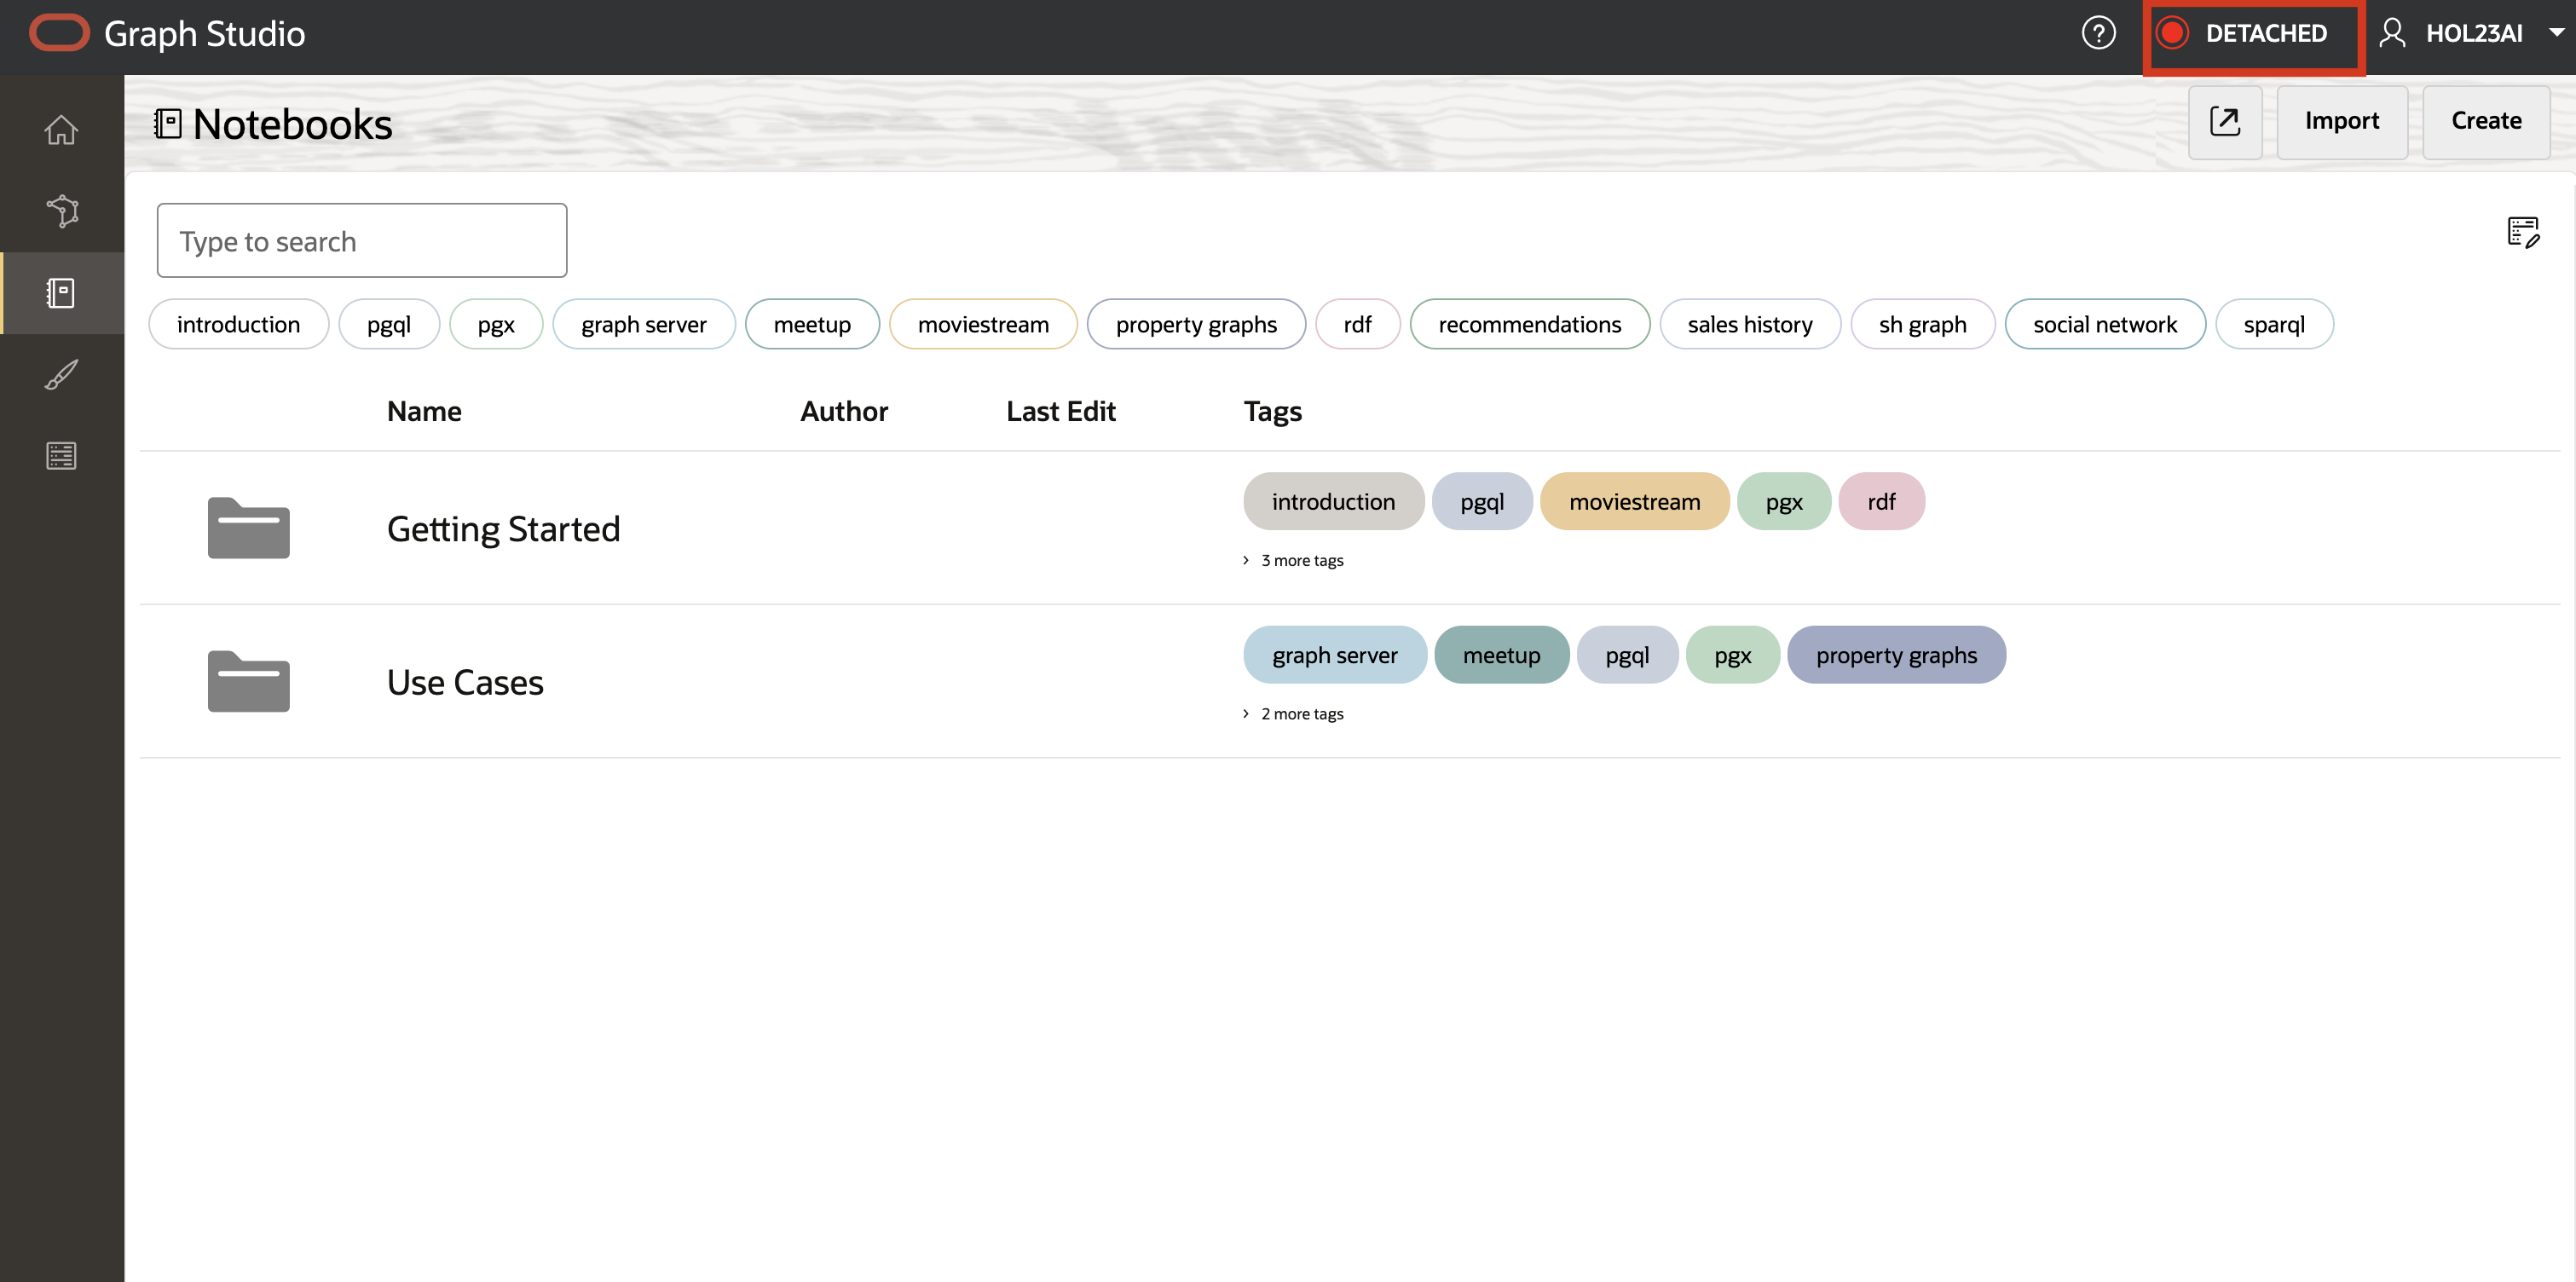 Graph Studio
? DETACHED HOL23AI
Notebooks
Import Create
Type to search
introduction pgql pgx graph server meetup moviestream property graphs rdf recommendations sales history sh graph social network sparql
Name Author Last Edit Tags
Getting Started
introduction pgql moviestream pgx rdf
3 more tags
Use Cases
graph server meetup pgql pgx property graphs
2 more tags